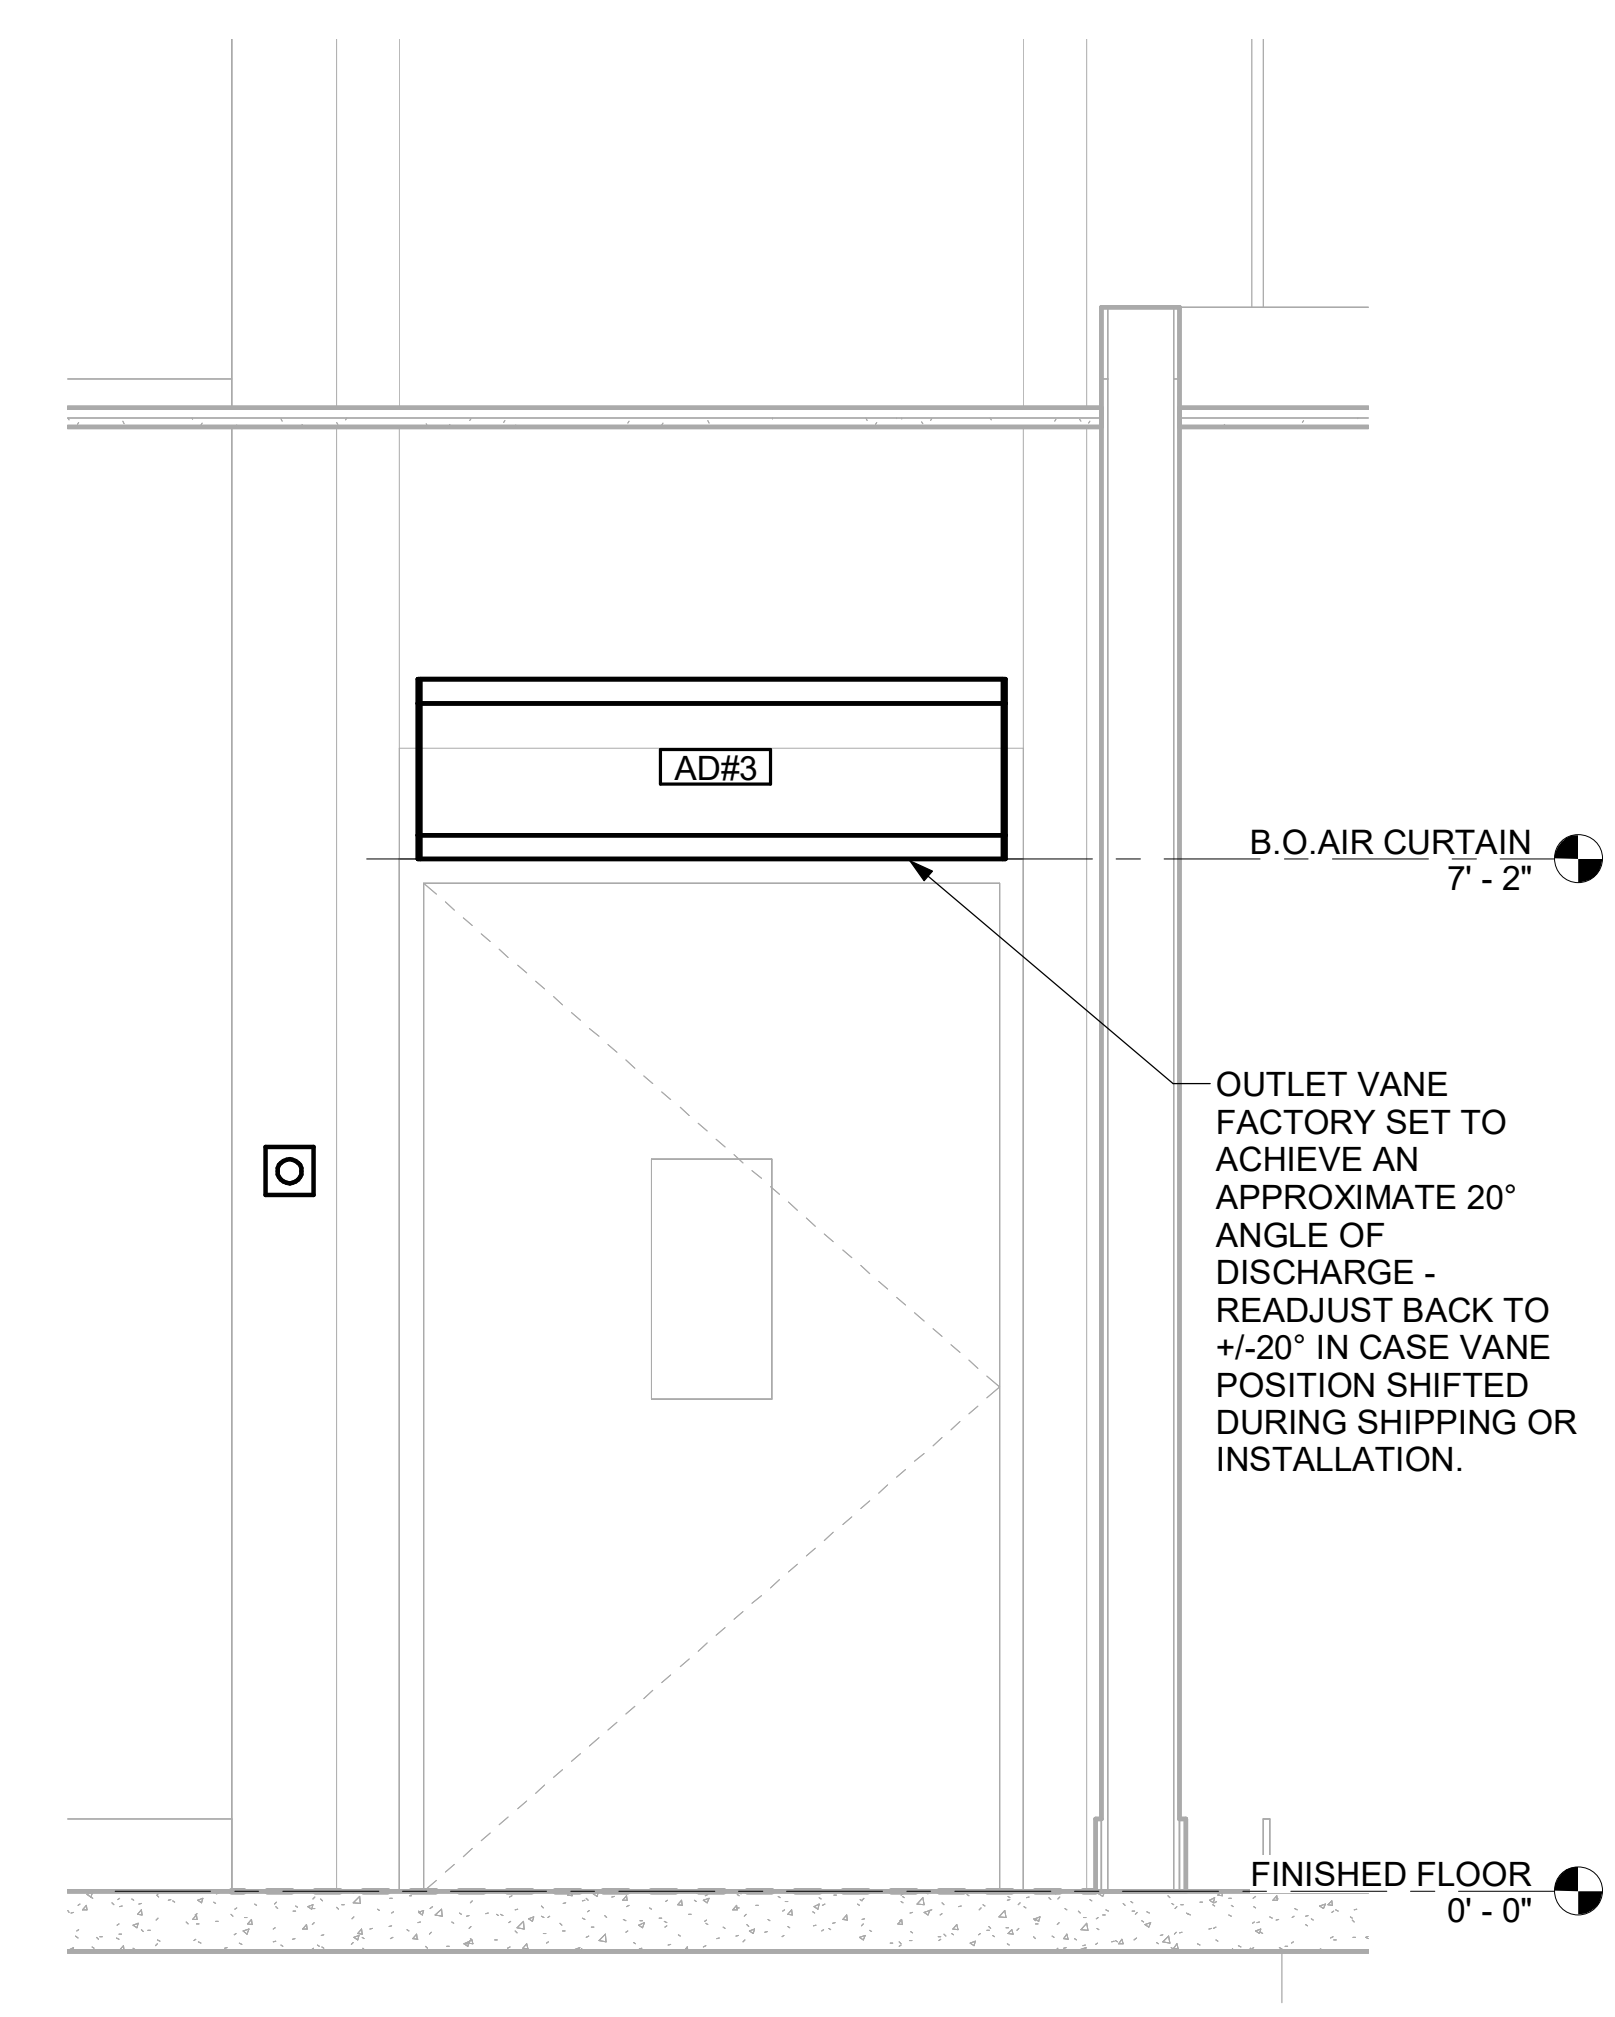 AD#3
B.O.AIR CURTAIN
7' - 2"
OUTLET VANE
FACTORY SET TO
ACHIEVE AN
APPROXIMATE 20°
ANGLE OF
DISCHARGE -
READJUST BACK TO
+/-20° IN CASE VANE
POSITION SHIFTED
DURING SHIPPING OR
INSTALLATION.
FINISHED FLOOR
0' - 0"